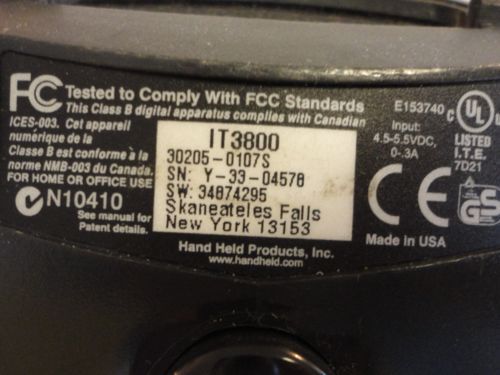 FC Tested to Comply With FCC Standards
This Class B digital apparatus complies with Canadian
ICES-003. Cet appareil
numérique de la
Classe B est conforme à la
norme NMB-003 du Canada.
FOR HOME OR OFFICE USE
N10410
See manual for
Patent details.
IT3800
30205-0107S
SN: Y-33-04578
SW: 34874295
Skaneateles Falls
New York 13153
Hand Held Products, Inc.
www.handheld.com
E153740
Input:
4.5-5.5VDC,
0-.3A
c UL US
LISTED
I.T.E.
7D21
CE
GS
Made in USA